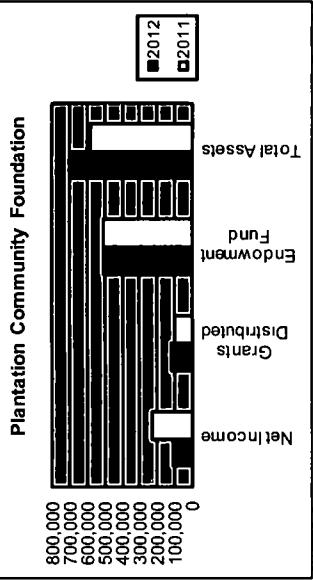 Plantation Community Foundation
800,000
700,000
600,000
500,000
400,000
300,000
200,000
100,000
0
Net Income
Grants
Distributed
Endowment
Fund
Total Assets
2012
2011